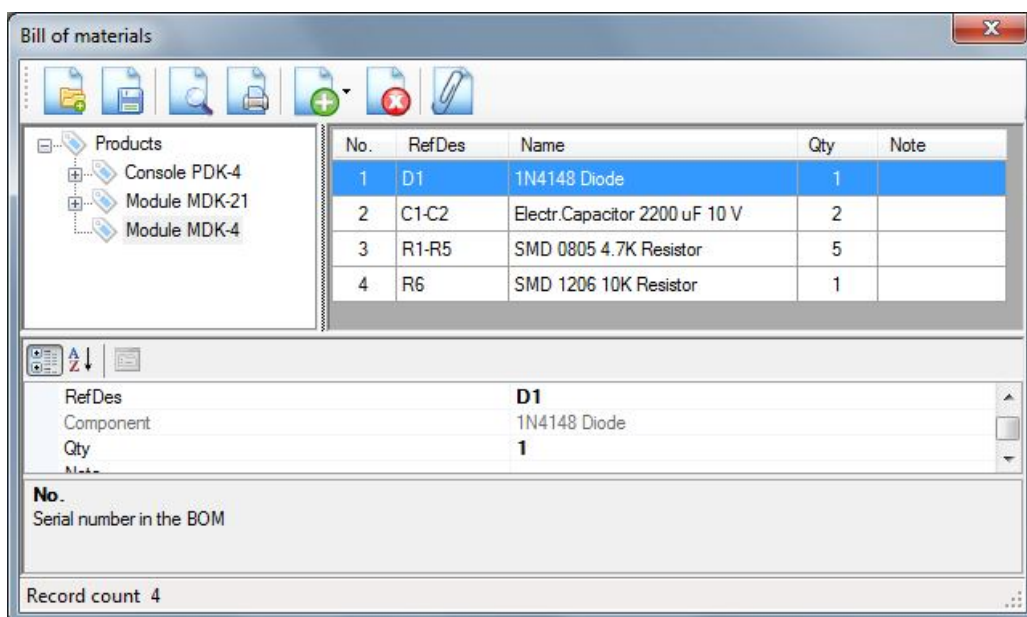 Bill of materials
Products
Console PDK-4
Module MDK-21
Module MDK-4
No. RefDes Name Qty Note
1 D1 1N4148 Diode 1
2 C1-C2 Electr.Capacitor 2200 uF 10 V 2
3 R1-R5 SMD 0805 4.7K Resistor 5
4 R6 SMD 1206 10K Resistor 1
RefDes D1
Component 1N4148 Diode
Qty 1
Note
No.
Serial number in the BOM
Record count 4